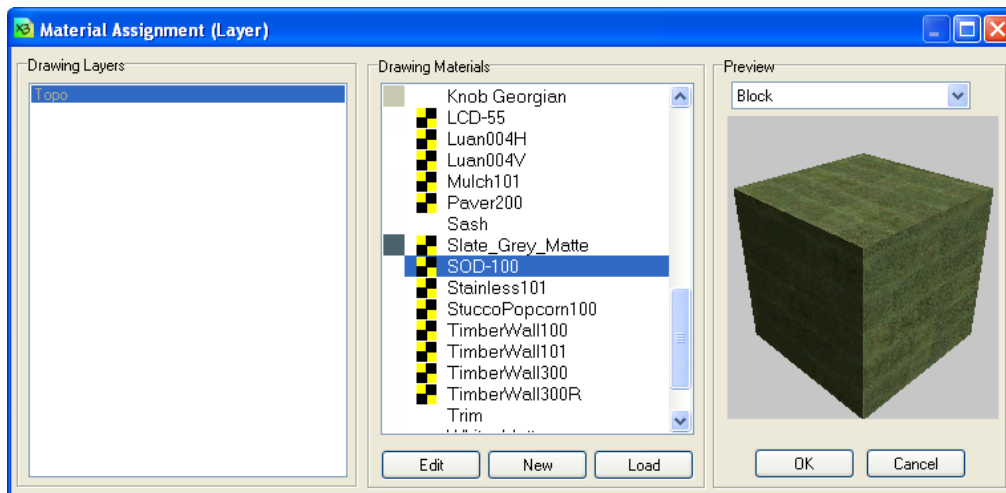 Material Assignment (Layer)
Drawing Layers
Topo
Drawing Materials
Knob Georgian
LCD-55
Luan004H
Luan004V
Mulch101
Paver200
Sash
Slate_Grey_Matte
SOD-100
Stainless101
StuccoPopcorn100
TimberWall100
TimberWall101
TimberWall300
TimberWall300R
Trim
Edit
New
Load
Preview
Block
OK
Cancel